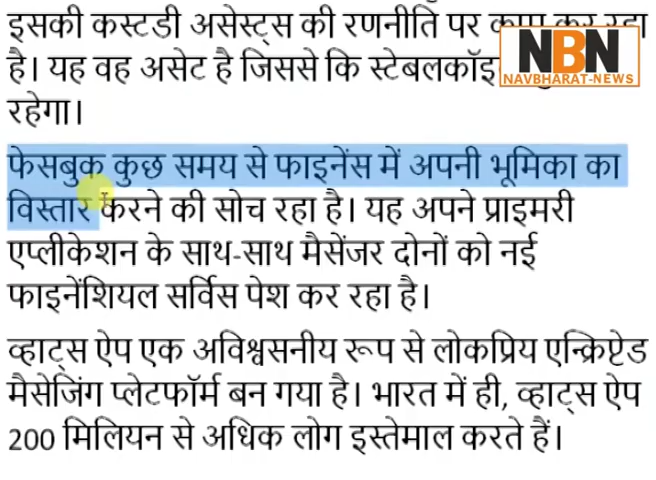 इसकी कस्टडी असेस्ट्स की रणनीति पर काम कर रहा
है। यह वह असेट है जिससे कि
NBN
NAVBHARAT-NEWS
रहेगा।
फेसबुक कुछ समय से फाइनेंस में अपनी भूमिका का
विस्तार करने की सोच रहा है। यह अपने प्राइमरी
एप्लीकेशन के साथ-साथ मैसेंजर दोनों को नई
फाइनेंशियल सर्विस पेश कर रहा है।
व्हाट्स ऐप एक अविश्वसनीय रूप से लोकप्रिय एन्क्रिप्टेड
मैसेजिंग प्लेटफॉर्म बन गया है। भारत में ही, व्हाट्स ऐप
200 मिलियन से अधिक लोग इस्तेमाल करते हैं।